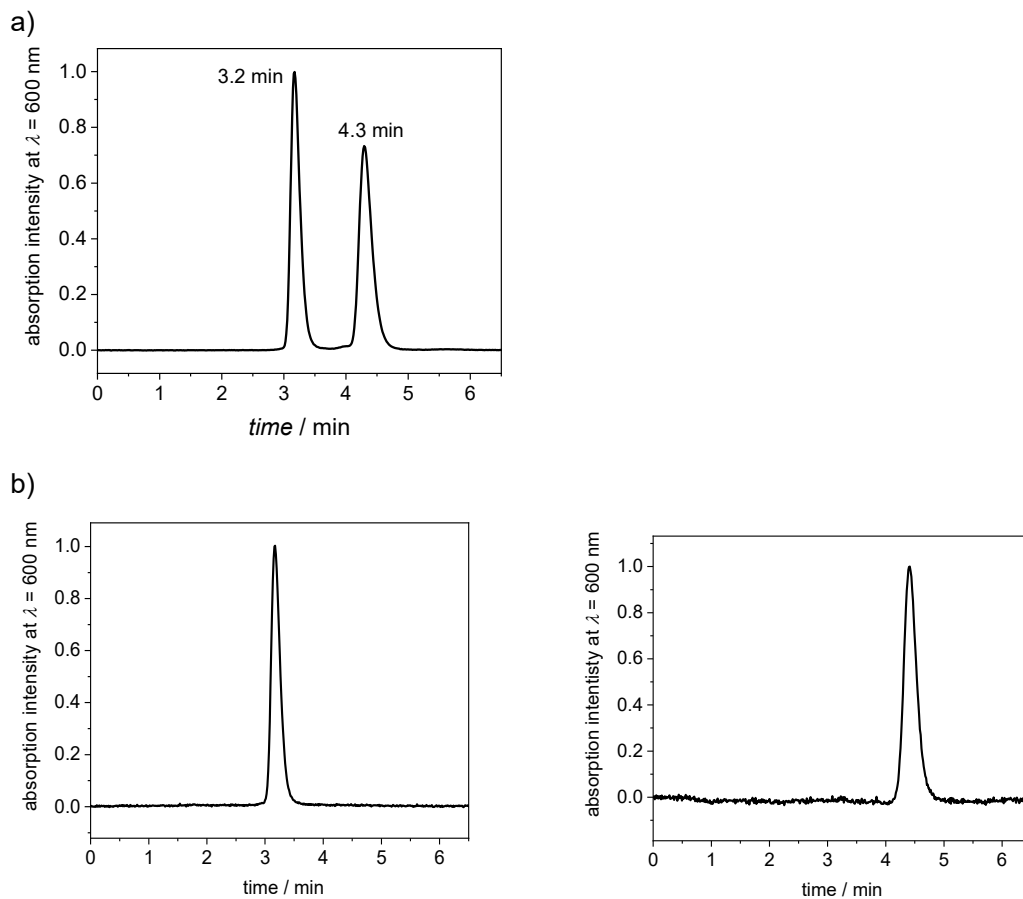 a)
absorption intensity at λ = 600 nm
1.0
0.8
0.6
0.4
0.2
0.0
3.2 min
4.3 min
0 1 2 3 4 5 6
time / min
b)
absorption intensity at λ = 600 nm
1.0
0.8
0.6
0.4
0.2
0.0
0 1 2 3 4 5 6
time / min
absorption intentisty at λ = 600 nm
1.0
0.8
0.6
0.4
0.2
0.0
0 1 2 3 4 5 6
time / min